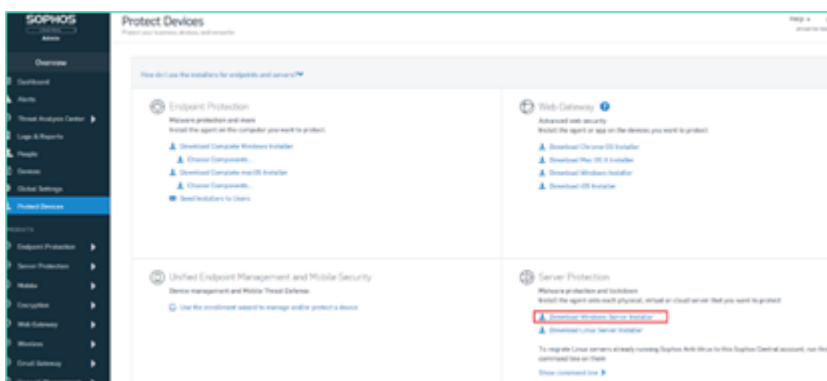 SOPHOS
CENTRAL
Admin
Overview
Dashboard
Alerts
Threat Analysis Center
Logs & Reports
People
Devices
Global Settings
Protect Devices
PRODUCTS
Endpoint Protection
Server Protection
Mobile
Encryption
Web Gateway
Wireless
Email Gateway
Protect Devices
Protect your business, devices, and networks
Help
How do I use the installers for endpoints and servers?
Endpoint Protection
Malware protection and more
Install the agent on the computer you want to protect.
Download Complete Windows Installer
Choose Components...
Download Complete macOS Installer
Choose Components...
Send Installers to Users
Web Gateway
Advanced web security
Install the agent or app on the devices you want to protect.
Download Chrome OS Installer
Download Mac OS X Installer
Download Windows Installer
Download iOS Installer
Unified Endpoint Management and Mobile Security
Device management and Mobile Threat Defense
Use the enrollment wizard to manage and/or protect a device
Server Protection
Malware protection and lockdown
Install the agent onto each physical, virtual or cloud server that you want to protect
Download Windows Server Installer
Download Linux Server Installer
To migrate Linux servers already running Sophos Anti-Virus to this Sophos Central account, run this
command line on them
Show command line